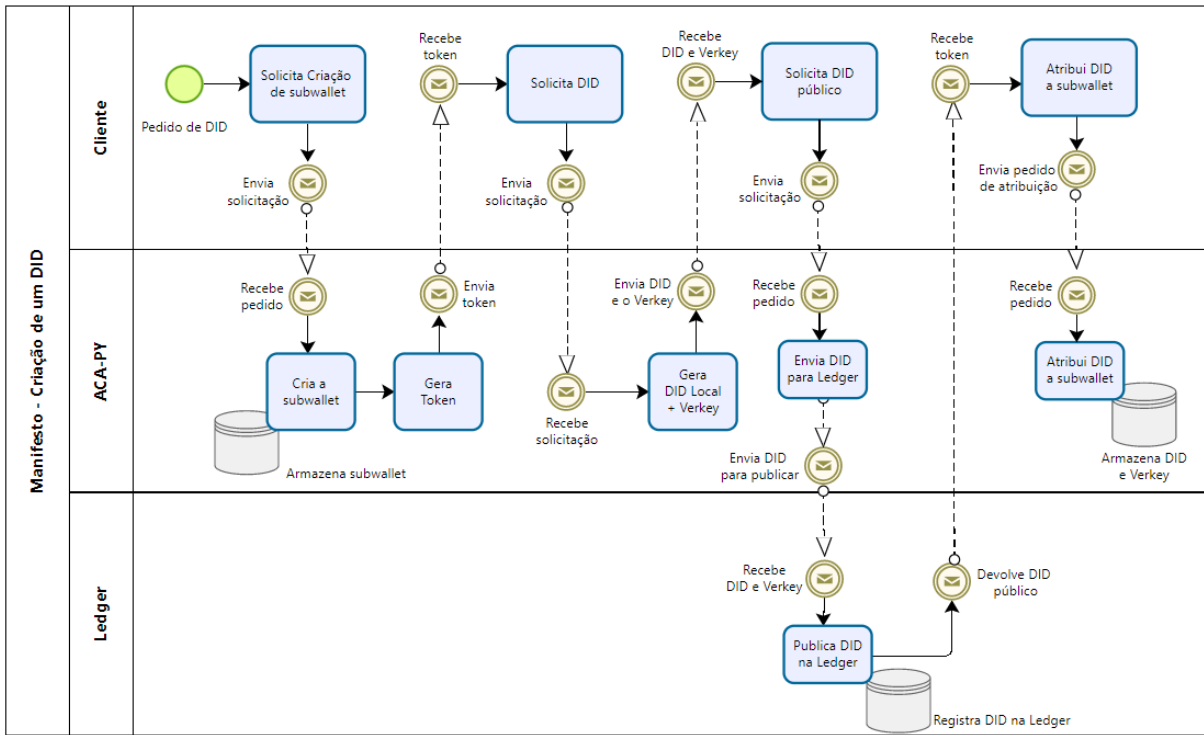 Manifesto - Criação de um DID
Cliente
Pedido de DID
Solicita Criação
de subwallet
Envia
solicitação
Recebe
token
Solicita DID
Envia
solicitação
Recebe
DID e Verkey
Solicita DID
público
Envia
solicitação
Recebe
token
Atribui DID
a subwallet
Envia pedido
de atribuição
ACA-PY
Recebe
pedido
Cria a
subwallet
Armazena subwallet
Gera
Token
Envia
token
Recebe
solicitação
Gera
DID Local
+ Verkey
Envia DID
e o Verkey
Recebe
pedido
Envia DID
para Ledger
Envia DID
para publicar
Recebe
pedido
Atribui DID
a subwallet
Armazena DID
e Verkey
Ledger
Recebe
DID e Verkey
Publica DID
na Ledger
Registra DID na Ledger
Devolve DID
público